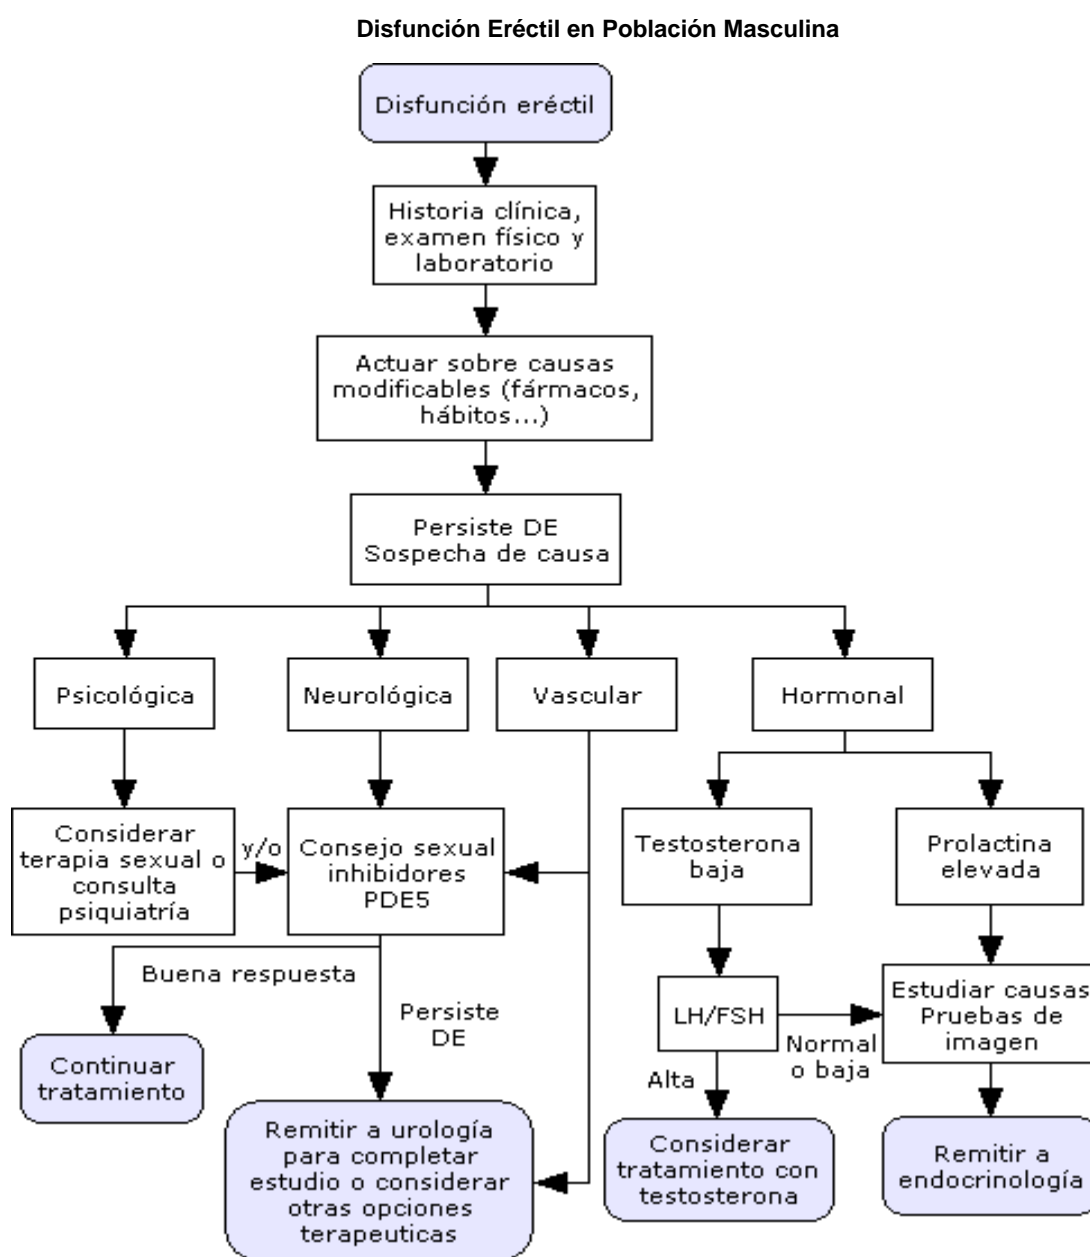 Disfunción Eréctil en Población Masculina
Disfunción eréctil
Historia clínica,
examen físico y
laboratorio
Actuar sobre causas
modificables (fármacos,
hábitos...)
Persiste DE
Sospecha de causa
Psicológica
Neurológica
Vascular
Hormonal
Considerar
terapia sexual o
consulta
psiquiatría
y/o
Consejo sexual
inhibidores
PDE5
Testosterona
baja
Prolactina
elevada
Buena respuesta
Persiste
DE
LH/FSH
Normal
o baja
Alta
Estudiar causas
Pruebas de
imagen
Continuar
tratamiento
Remitir a urología
para completar
estudio o considerar
otras opciones
terapeuticas
Considerar
tratamiento con
testosterona
Remitir a
endocrinología